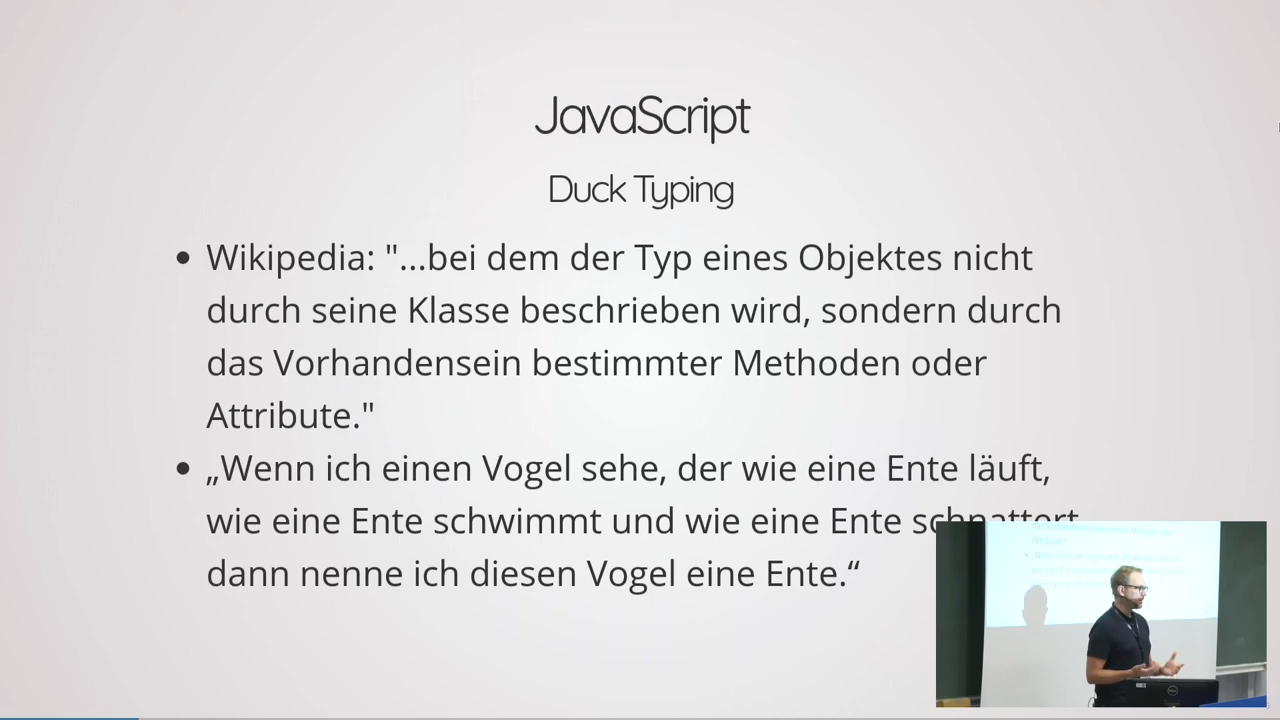 JavaScript
Duck Typing
• Wikipedia: "...bei dem der Typ eines Objektes nicht
durch seine Klasse beschrieben wird, sondern durch
das Vorhandensein bestimmter Methoden oder
Attribute."
• „Wenn ich einen Vogel sehe, der wie eine Ente läuft,
wie eine Ente schwimmt und wie eine Ente schnattert
dann nenne ich diesen Vogel eine Ente.“